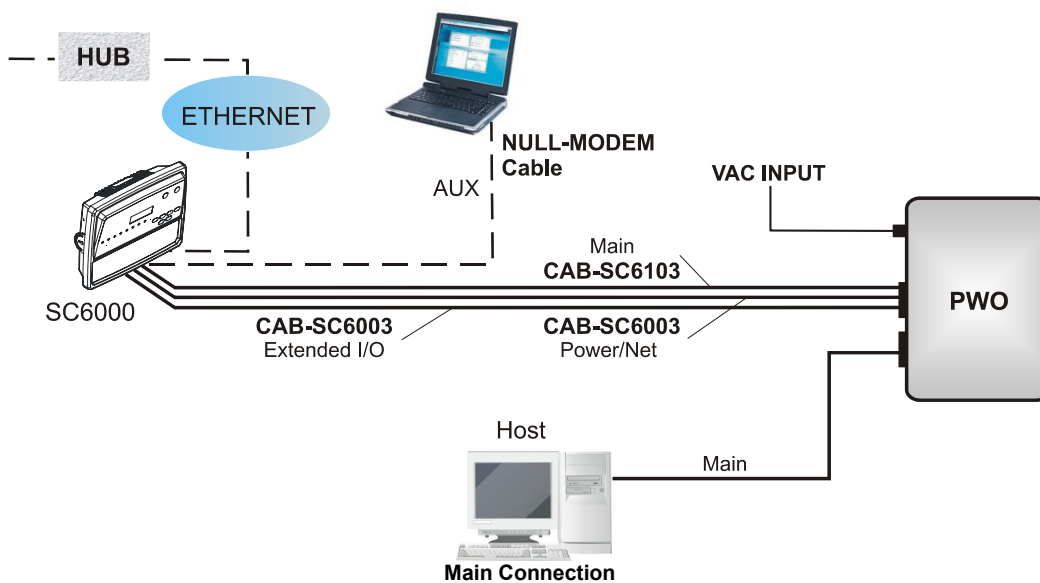 HUB
ETHERNET
NULL-MODEM
Cable
AUX
VAC INPUT
SC6000
Main
CAB-SC6103
CAB-SC6003
Extended I/O
CAB-SC6003
Power/Net
PWO
Host
Main
Main Connection